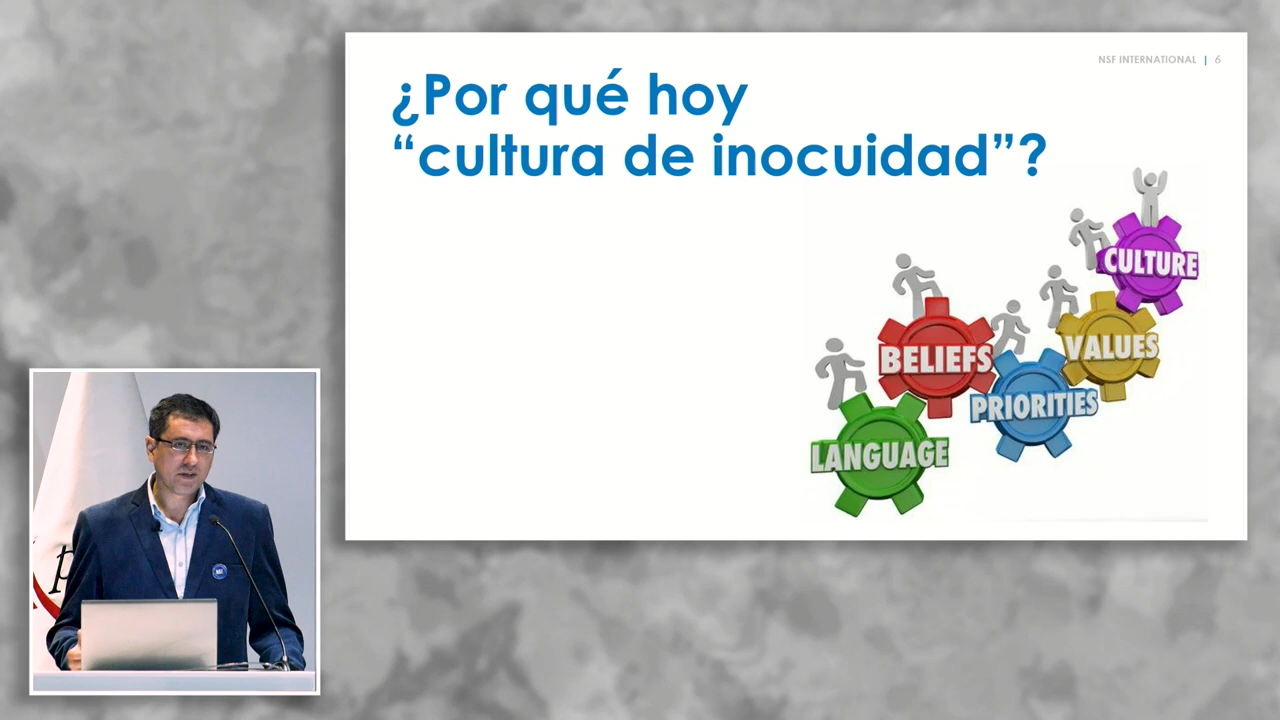 NSF INTERNATIONAL | 6
¿Por qué hoy
“cultura de inocuidad”?
CULTURE
VALUES
BELIEFS
PRIORITIES
LANGUAGE